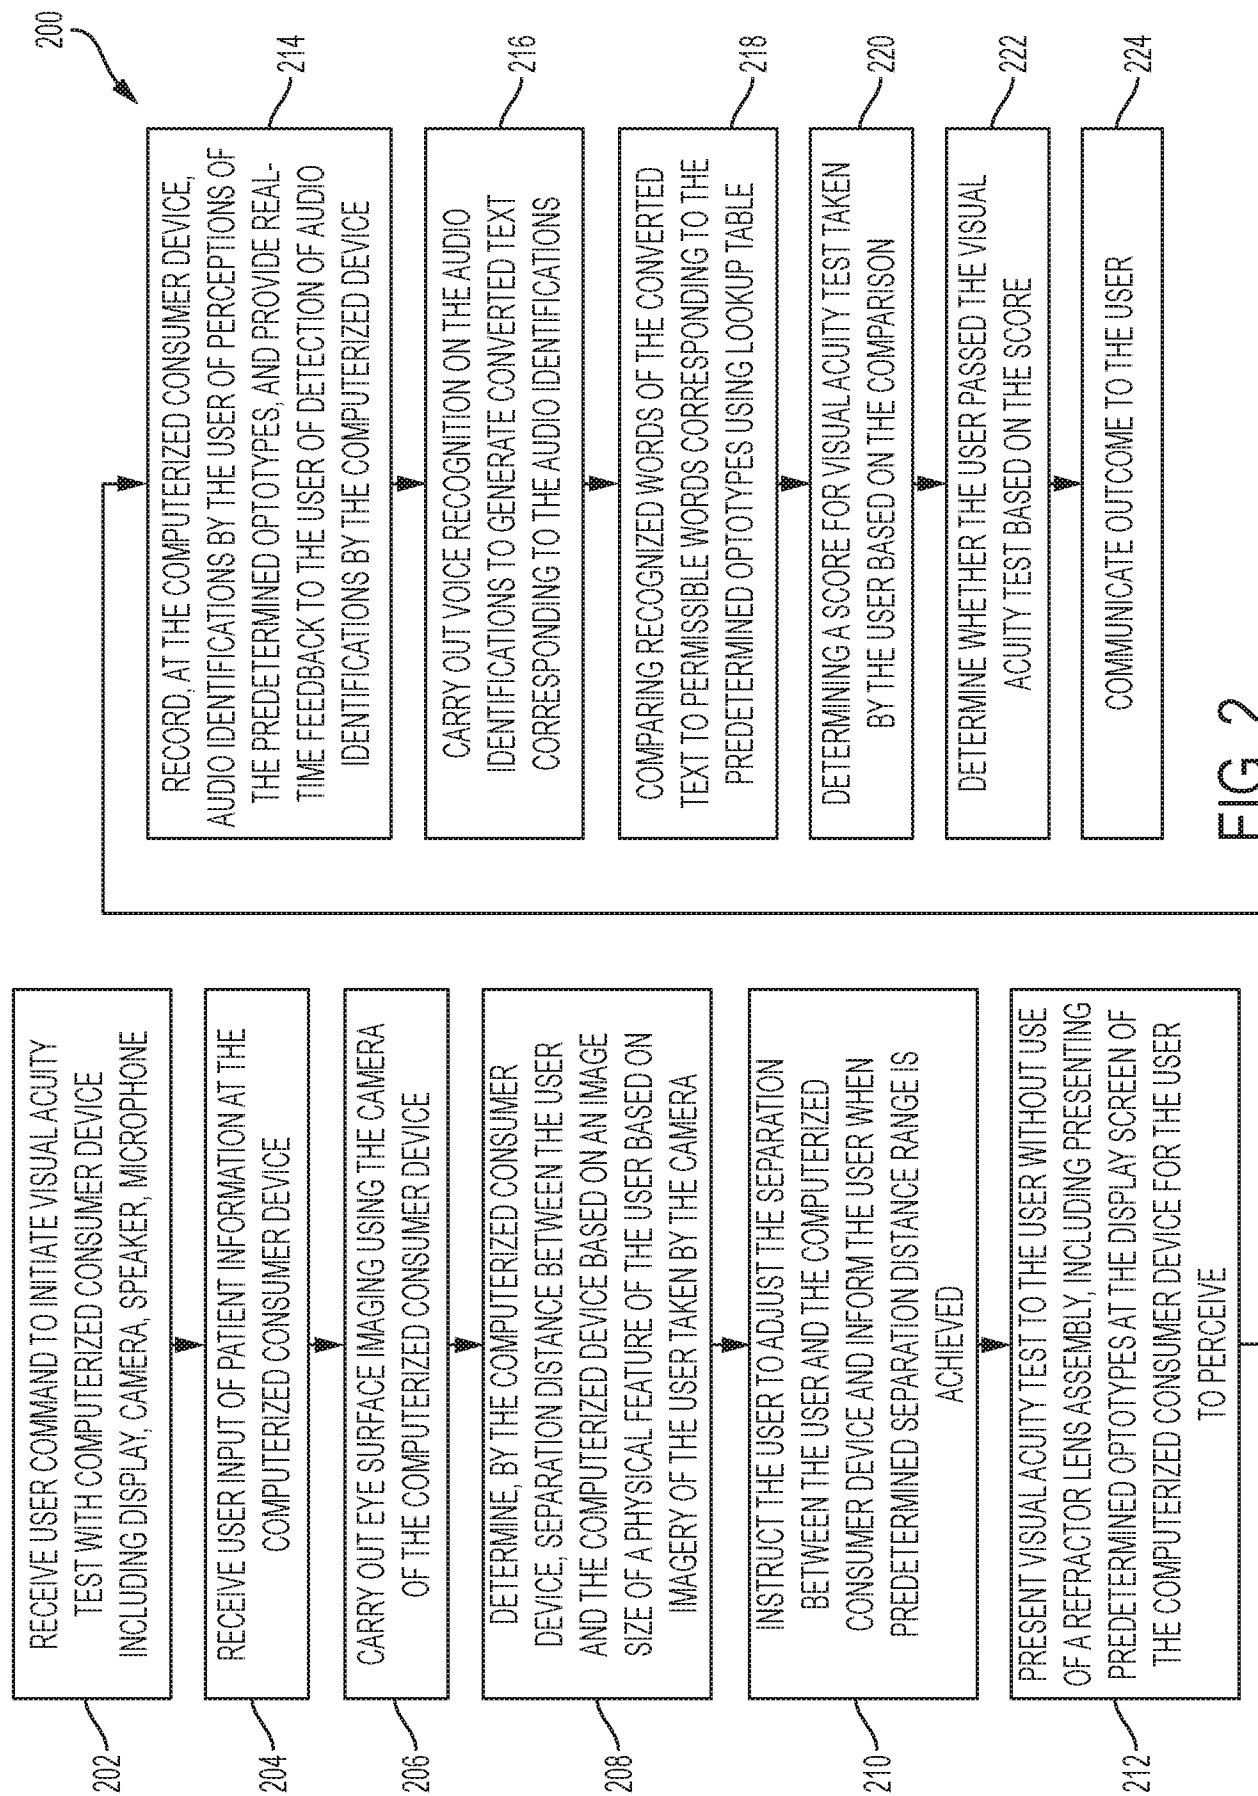 200
RECEIVE USER COMMAND TO INITIATE VISUAL ACUITY
TEST WITH COMPUTERIZED CONSUMER DEVICE
INCLUDING DISPLAY, CAMERA, SPEAKER, MICROPHONE
202
RECEIVE USER INPUT OF PATIENT INFORMATION AT THE
COMPUTERIZED CONSUMER DEVICE
204
CARRY OUT EYE SURFACE IMAGING USING THE CAMERA
OF THE COMPUTERIZED CONSUMER DEVICE
206
DETERMINE, BY THE COMPUTERIZED CONSUMER
DEVICE, SEPARATION DISTANCE BETWEEN THE USER
AND THE COMPUTERIZED DEVICE BASED ON AN IMAGE
SIZE OF A PHYSICAL FEATURE OF THE USER BASED ON
IMAGERY OF THE USER TAKEN BY THE CAMERA
208
INSTRUCT THE USER TO ADJUST THE SEPARATION
BETWEEN THE USER AND THE COMPUTERIZED
CONSUMER DEVICE AND INFORM THE USER WHEN
PREDETERMINED SEPARATION DISTANCE RANGE IS
ACHIEVED
210
PRESENT VISUAL ACUITY TEST TO THE USER WITHOUT USE
OF A REFRACTOR LENS ASSEMBLY, INCLUDING PRESENTING
PREDETERMINED OPTOTYPES AT THE DISPLAY SCREEN OF
THE COMPUTERIZED CONSUMER DEVICE FOR THE USER
TO PERCEIVE
212
RECORD, AT THE COMPUTERIZED CONSUMER DEVICE,
AUDIO IDENTIFICATIONS BY THE USER OF PERCEPTIONS OF
THE PREDETERMINED OPTOTYPES, AND PROVIDE REAL-
TIME FEEDBACK TO THE USER OF DETECTION OF AUDIO
IDENTIFICATIONS BY THE COMPUTERIZED DEVICE
214
CARRY OUT VOICE RECOGNITION ON THE AUDIO
IDENTIFICATIONS TO GENERATE CONVERTED TEXT
CORRESPONDING TO THE AUDIO IDENTIFICATIONS
216
COMPARING RECOGNIZED WORDS OF THE CONVERTED
TEXT TO PERMISSIBLE WORDS CORRESPONDING TO THE
PREDETERMINED OPTOTYPES USING LOOKUP TABLE
218
DETERMINING A SCORE FOR VISUAL ACUITY TEST TAKEN
BY THE USER BASED ON THE COMPARISON
220
DETERMINE WHETHER THE USER PASSED THE VISUAL
ACUITY TEST BASED ON THE SCORE
222
COMMUNICATE OUTCOME TO THE USER
224
FIG. 2